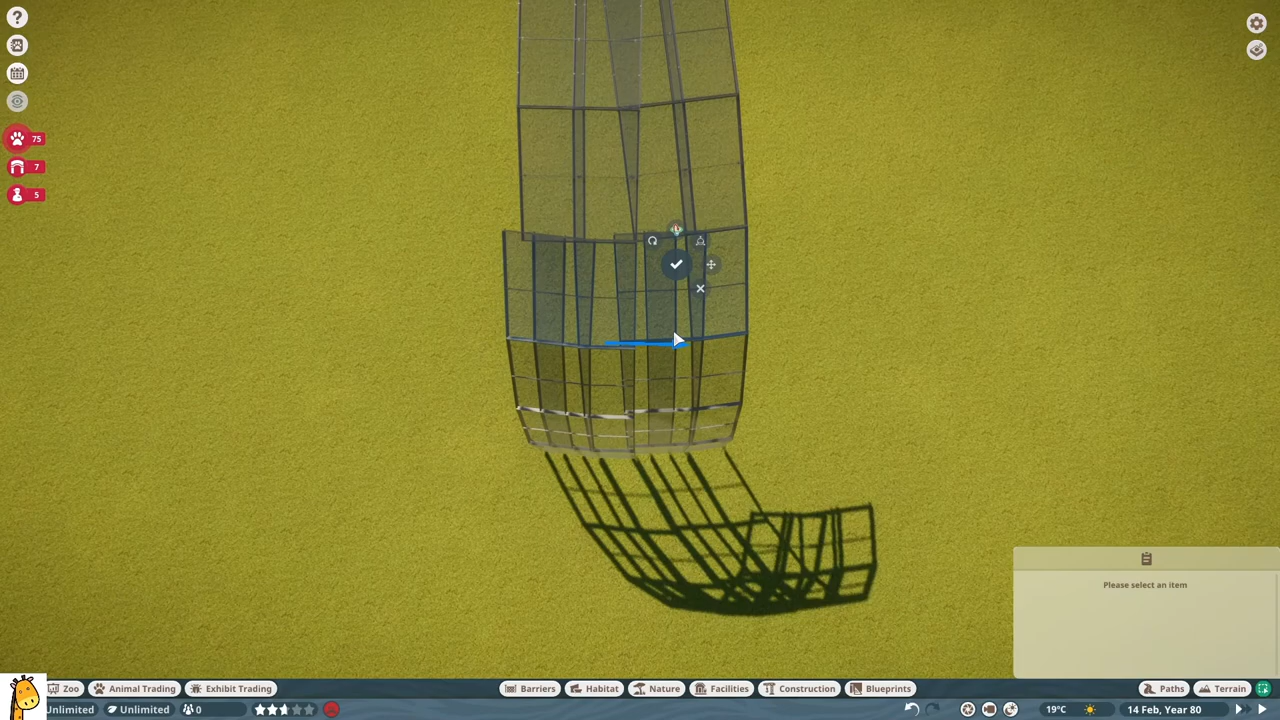 ?
75
7
5
Please select an item
Zoo
Animal Trading
Exhibit Trading
Barriers
Habitat
Nature
Facilities
Construction
Blueprints
Paths
Terrain
Unlimited
Unlimited
0
19°C
14 Feb, Year 80